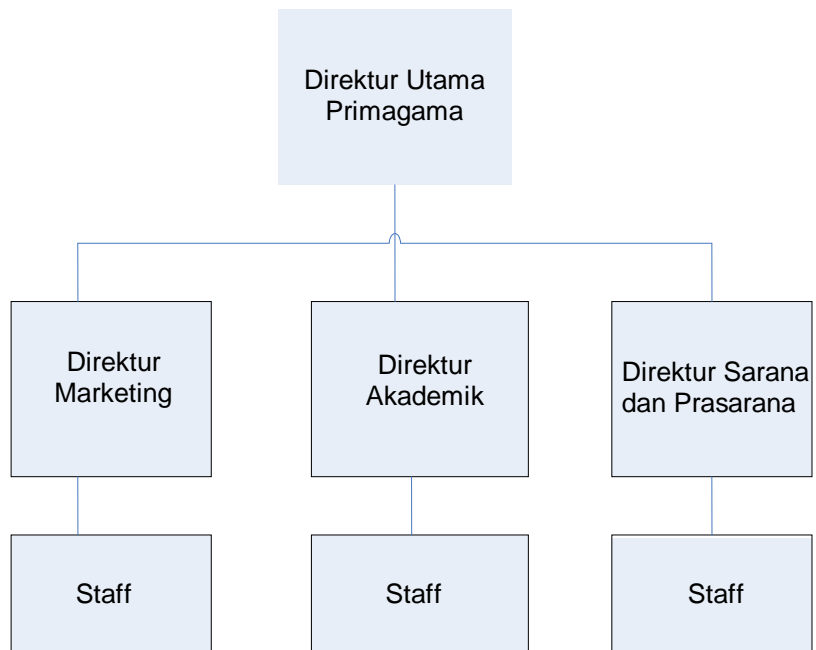 Direktur Utama
Primagama
Direktur
Marketing
Direktur
Akademik
Direktur Sarana
dan Prasarana
Staff
Staff
Staff